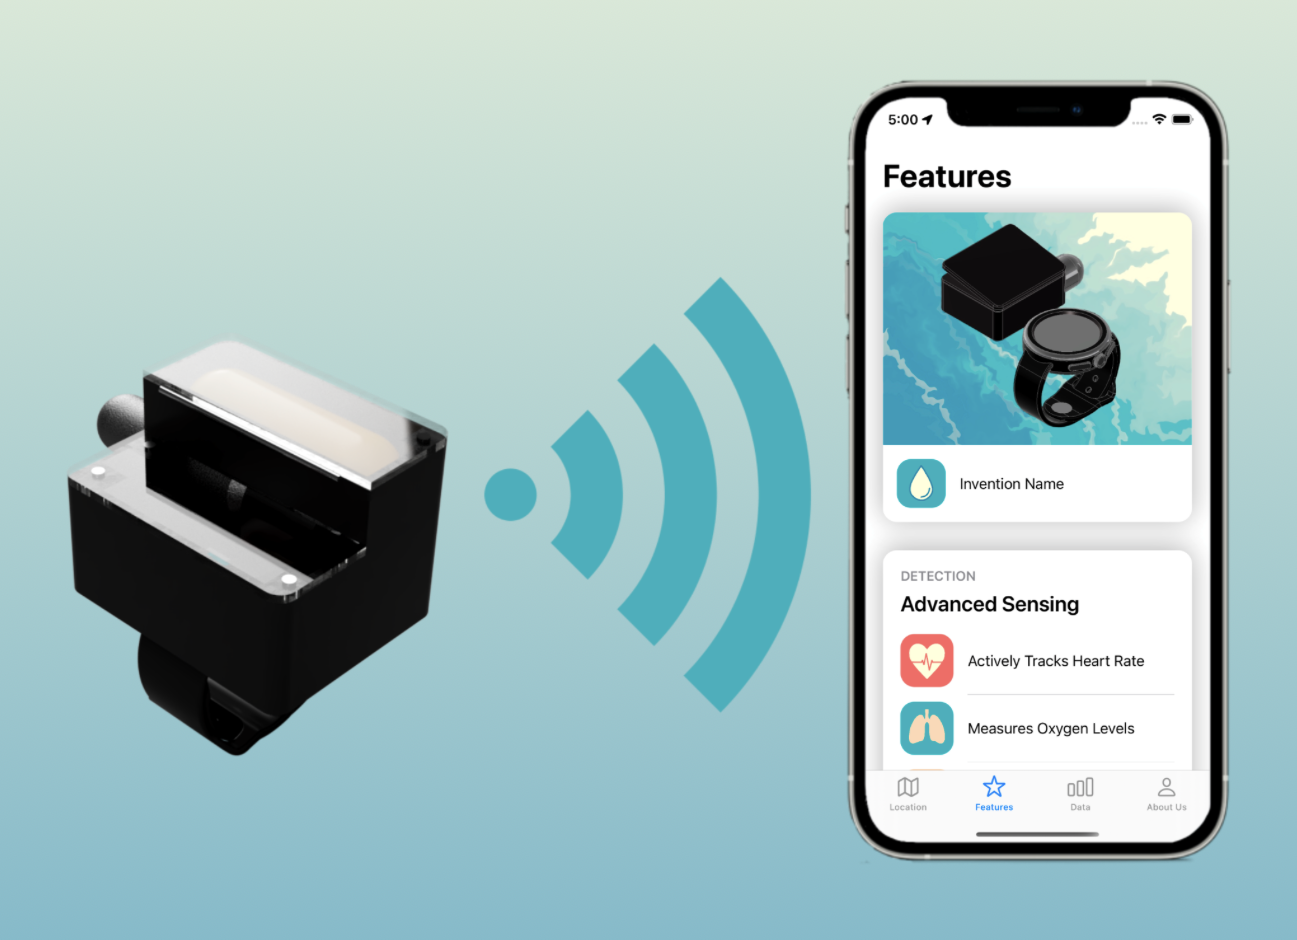 5:00
Features
Invention Name
DETECTION
Advanced Sensing
Actively Tracks Heart Rate
Measures Oxygen Levels
Location
Features
Data
About Us